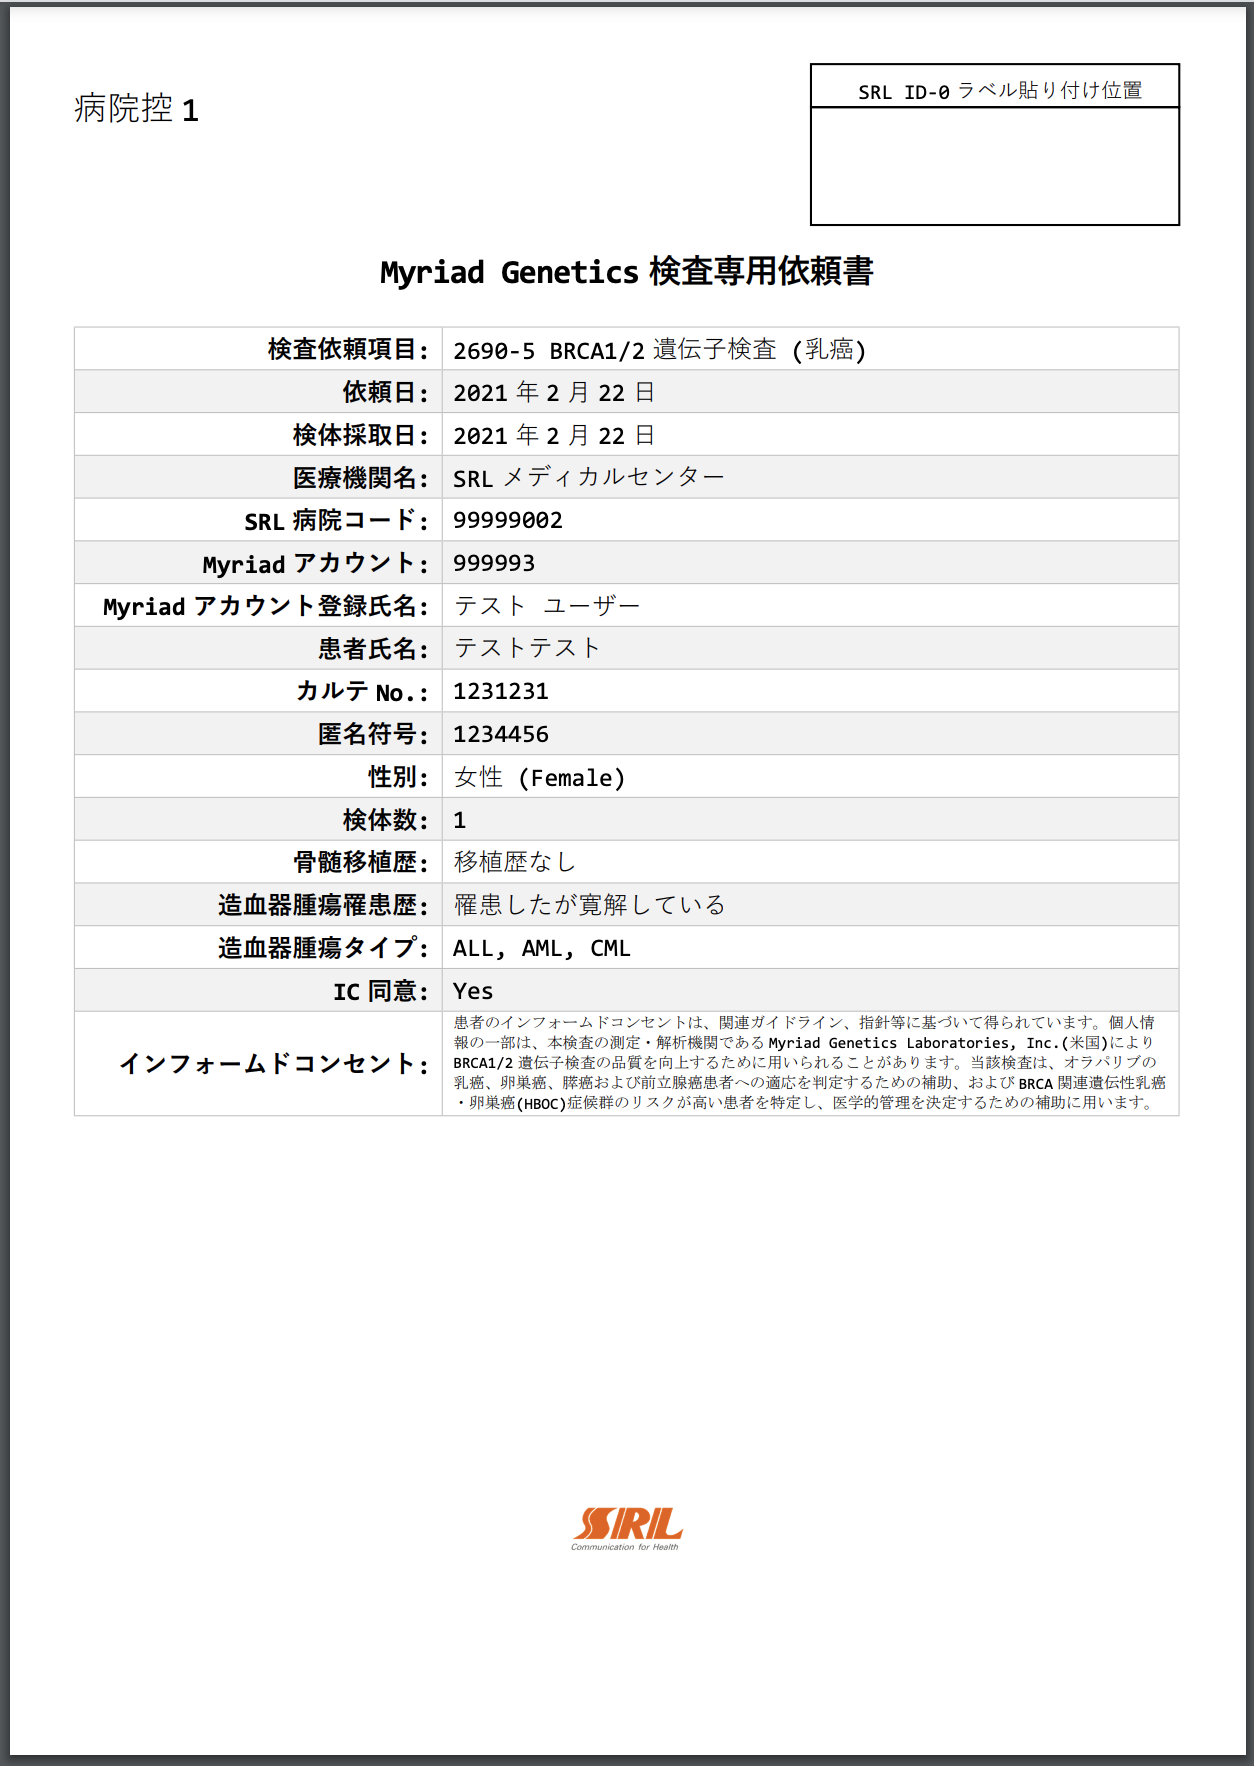 病院控 1
SRL ID-0 ラベル貼り付け位置
Myriad Genetics 検査専用依頼書
検査依頼項目: 2690-5 BRCA1/2 遺伝子検査 (乳癌)
依頼日: 2021 年 2 月 22 日
検体採取日: 2021 年 2 月 22 日
医療機関名: SRL メディカルセンター
SRL 病院コード: 99999002
Myriad アカウント: 999993
Myriad アカウント登録氏名: テスト ユーザー
患者氏名: テストテスト
カルテ No.: 1231231
匿名符号: 1234456
性別: 女性 (Female)
検体数: 1
骨髄移植歴: 移植歴なし
造血器腫瘍罹患歴: 罹患したが寛解している
造血器腫瘍タイプ: ALL, AML, CML
IC 同意: Yes
インフォームドコンセント:
患者のインフォームドコンセントは、関連ガイドライン、指針等に基づいて得られています。個人情
報の一部は、本検査の測定・解析機関である Myriad Genetics Laboratories, Inc.(米国)により
BRCA1/2 遺伝子検査の品質を向上するために用いられることがあります。当該検査は、オラパリブの
乳癌、卵巣癌、膵癌および前立腺癌患者への適応を判定するための補助、および BRCA 関連遺伝性乳癌
・卵巣癌(HBOC)症候群のリスクが高い患者を特定し、医学的管理を決定するための補助に用います。
SRL
Communication for Health